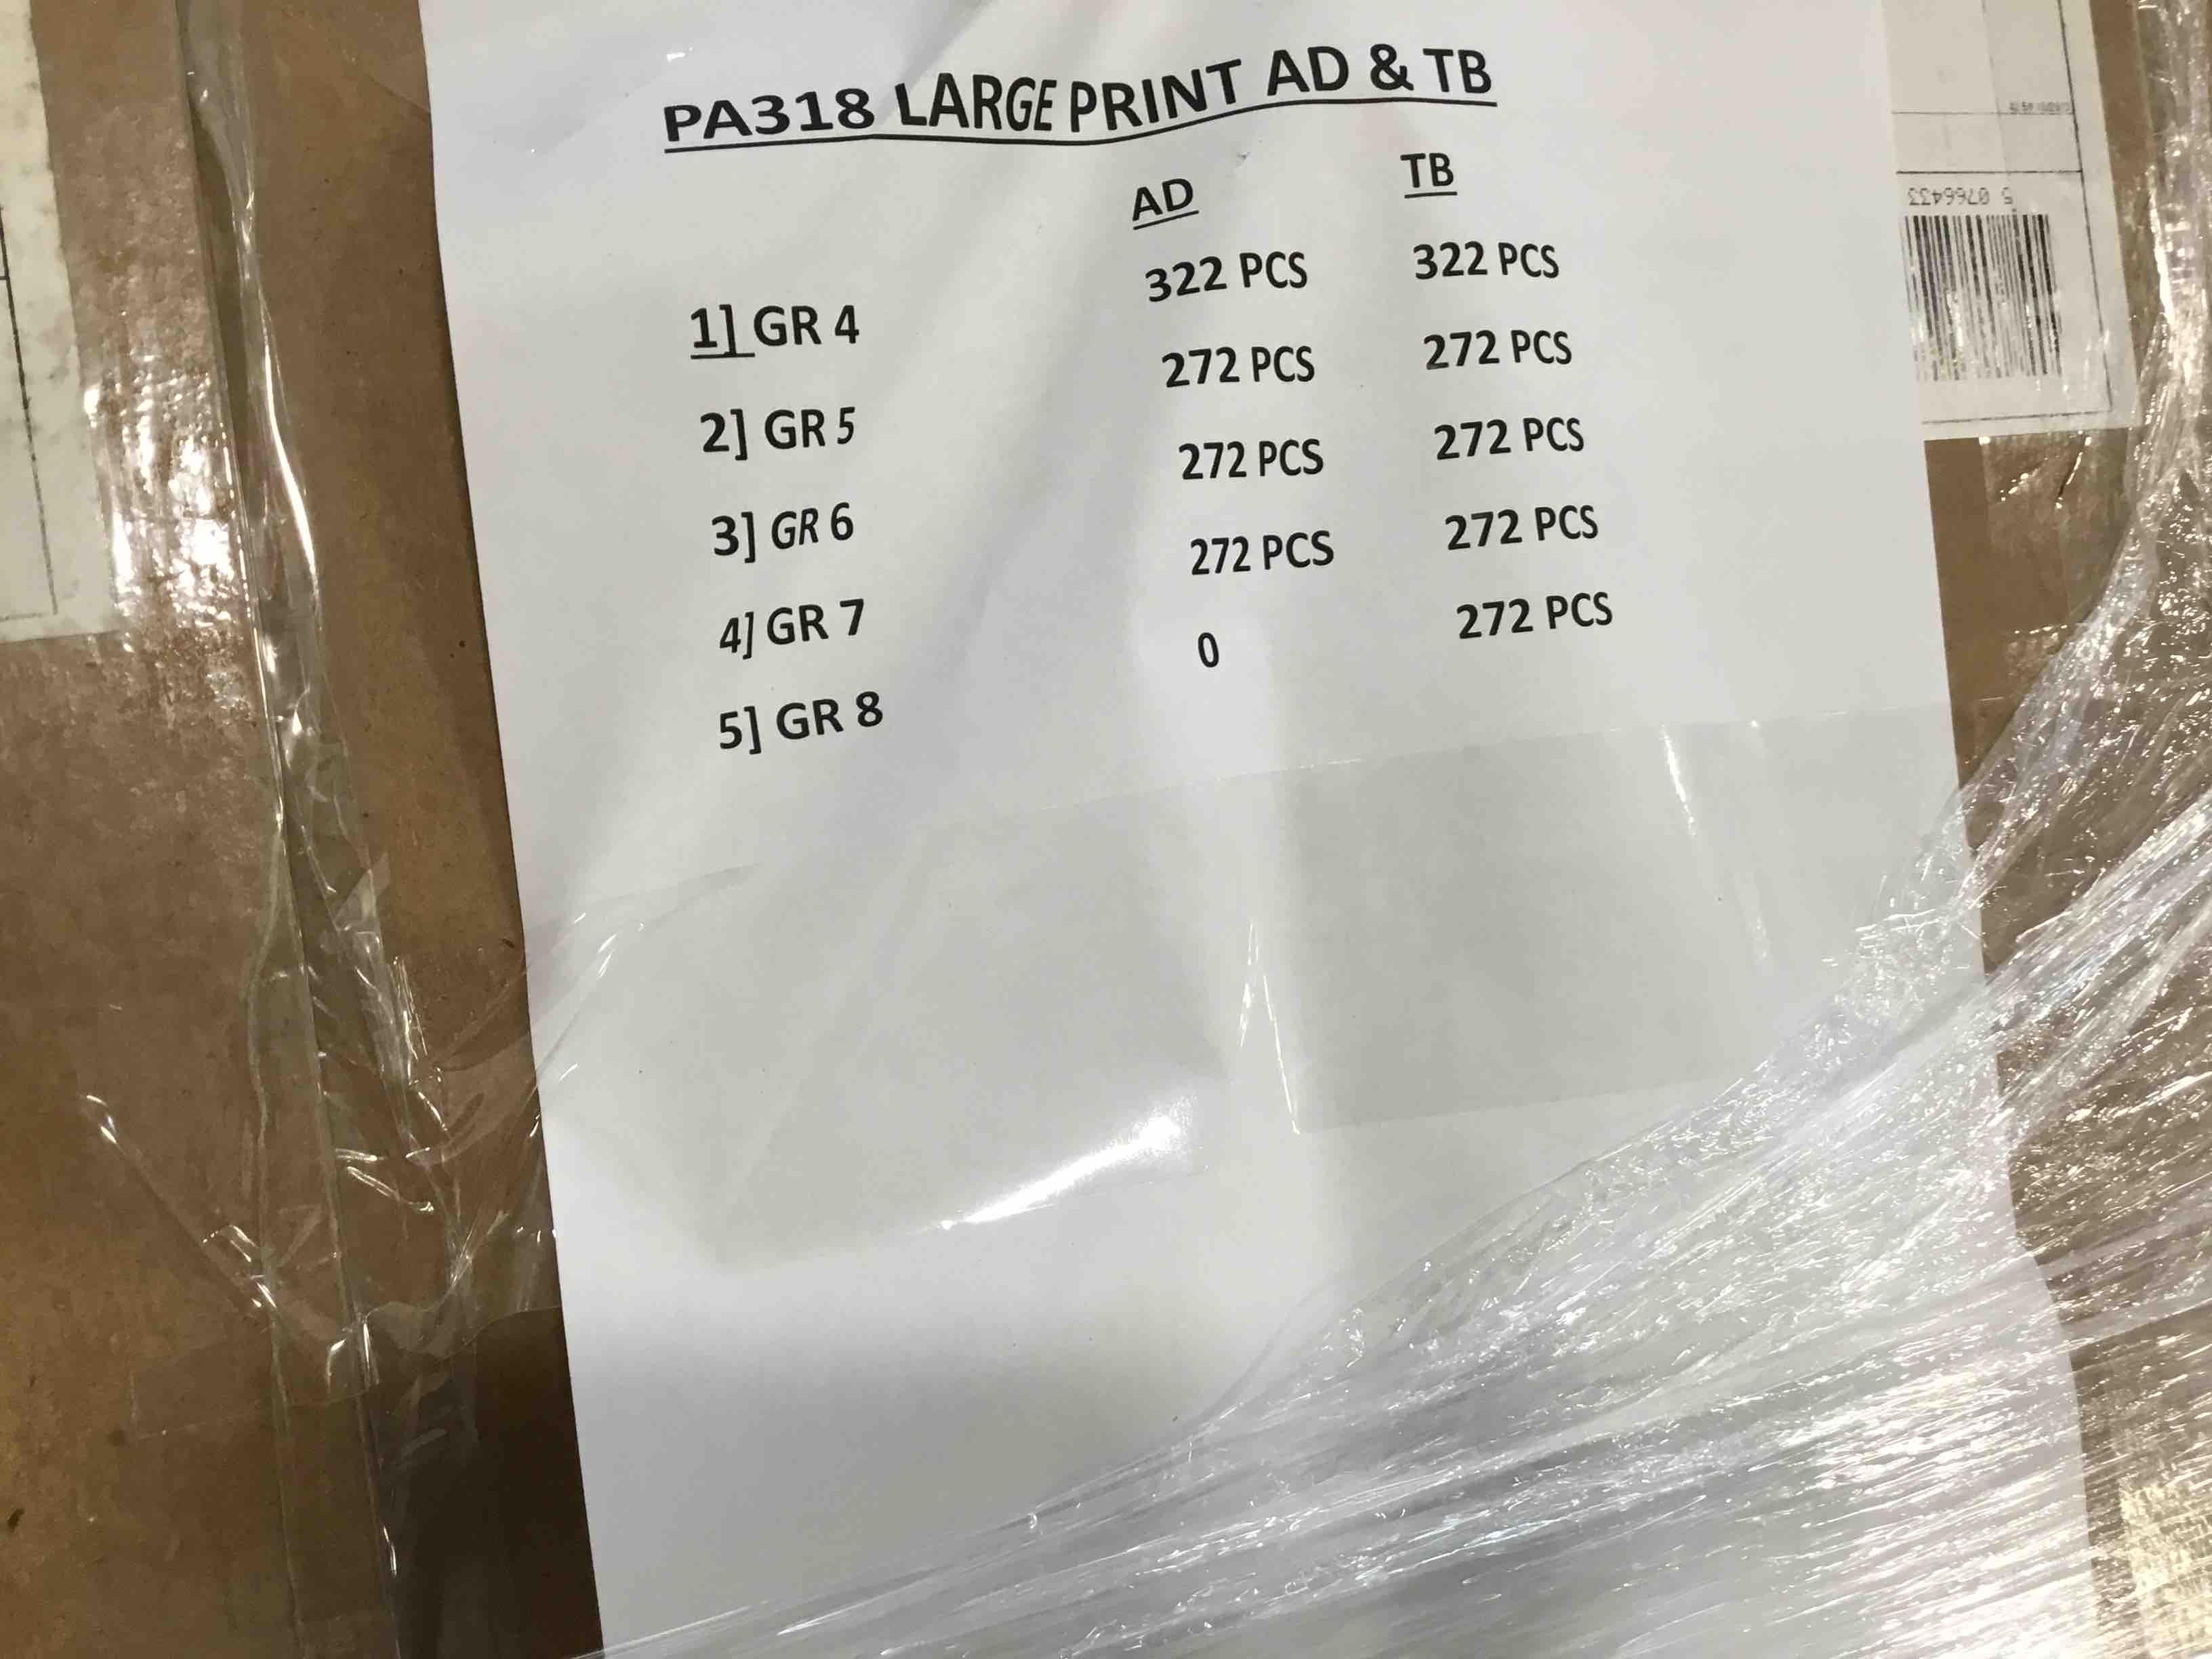 PA318 LARGE PRINT AD & TB
AD TB
1] GR 4 322 PCS 322 PCS
2] GR 5 272 PCS 272 PCS
3] GR 6 272 PCS 272 PCS
4] GR 7 272 PCS 272 PCS
5] GR 8 0 272 PCS
5 0766433